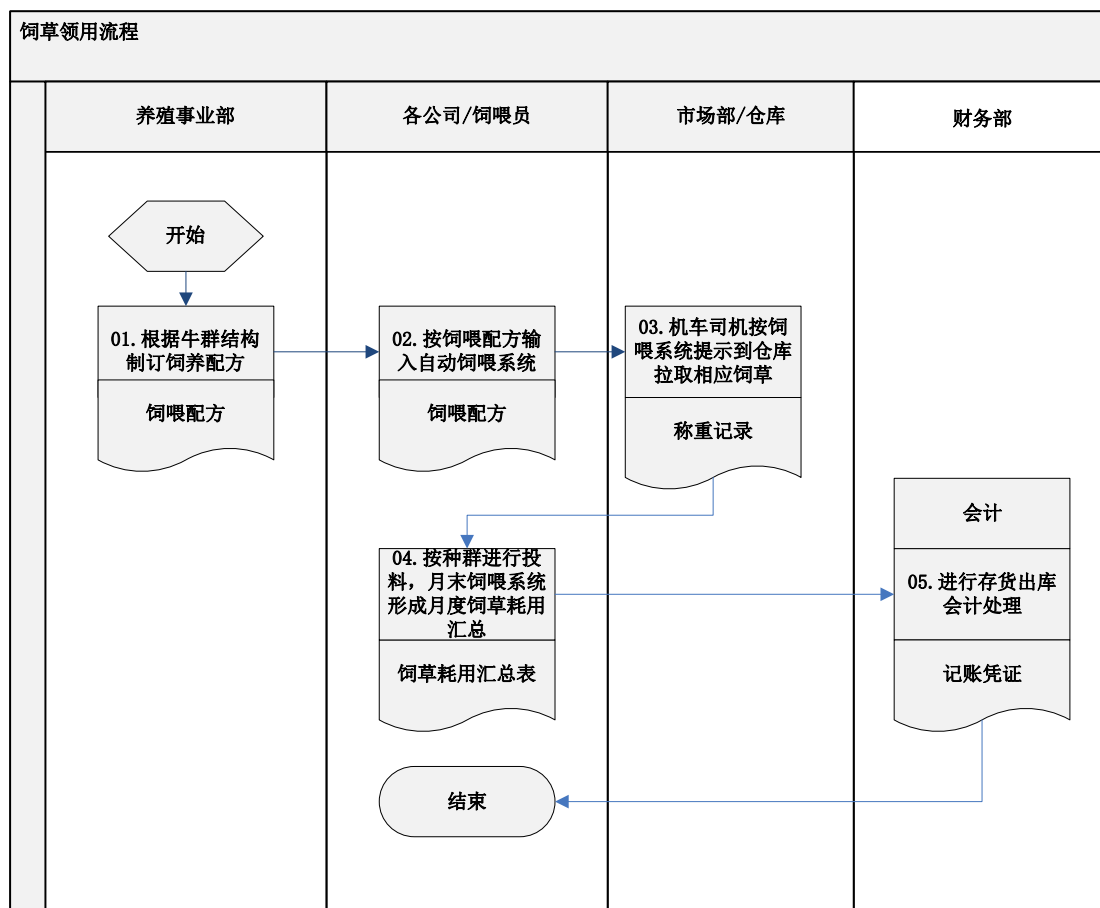 饲草领用流程
养殖事业部
各公司/饲喂员
市场部/仓库
财务部
开始
01.根据牛群结构
制订饲养配方
饲喂配方
02.按饲喂配方输
入自动饲喂系统
饲喂配方
03.机车司机按饲
喂系统提示到仓库
拉取相应饲草
称重记录
04.按种群进行投
料，月末饲喂系统
形成月度饲草耗用
汇总
饲草耗用汇总表
会计
05.进行存货出库
会计处理
记账凭证
结束